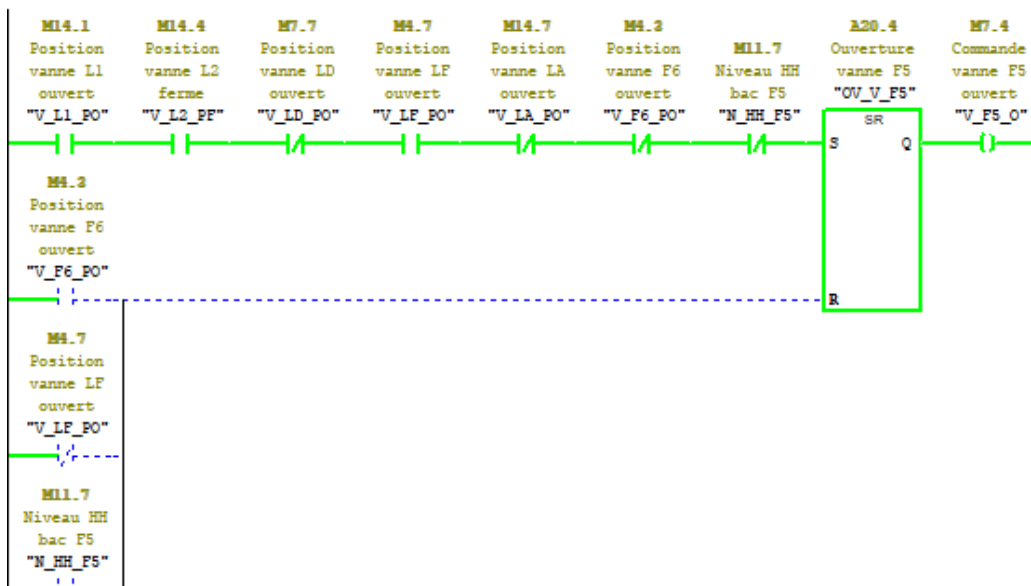 M14.1
Position
vanne L1
ouvert
"V_L1_PO"
M14.4
Position
vanne L2
ferme
"V_L2_PF"
M7.7
Position
vanne LD
ouvert
"V_LD_PO"
M4.7
Position
vanne LF
ouvert
"V_LF_PO"
M14.7
Position
vanne LA
ouvert
"V_LA_PO"
M4.3
Position
vanne F6
ouvert
"V_F6_PO"
M11.7
Niveau HH
bac F5
"N_HH_F5"
A20.4
Ouverture
vanne F5
"OV_V_F5"
SR
S Q
R
M7.4
Commande
vanne F5
ouvert
"V_F5_O"
M4.3
Position
vanne F6
ouvert
"V_F6_PO"
M4.7
Position
vanne LF
ouvert
"V_LF_PO"
M11.7
Niveau HH
bac F5
"N_HH_F5"